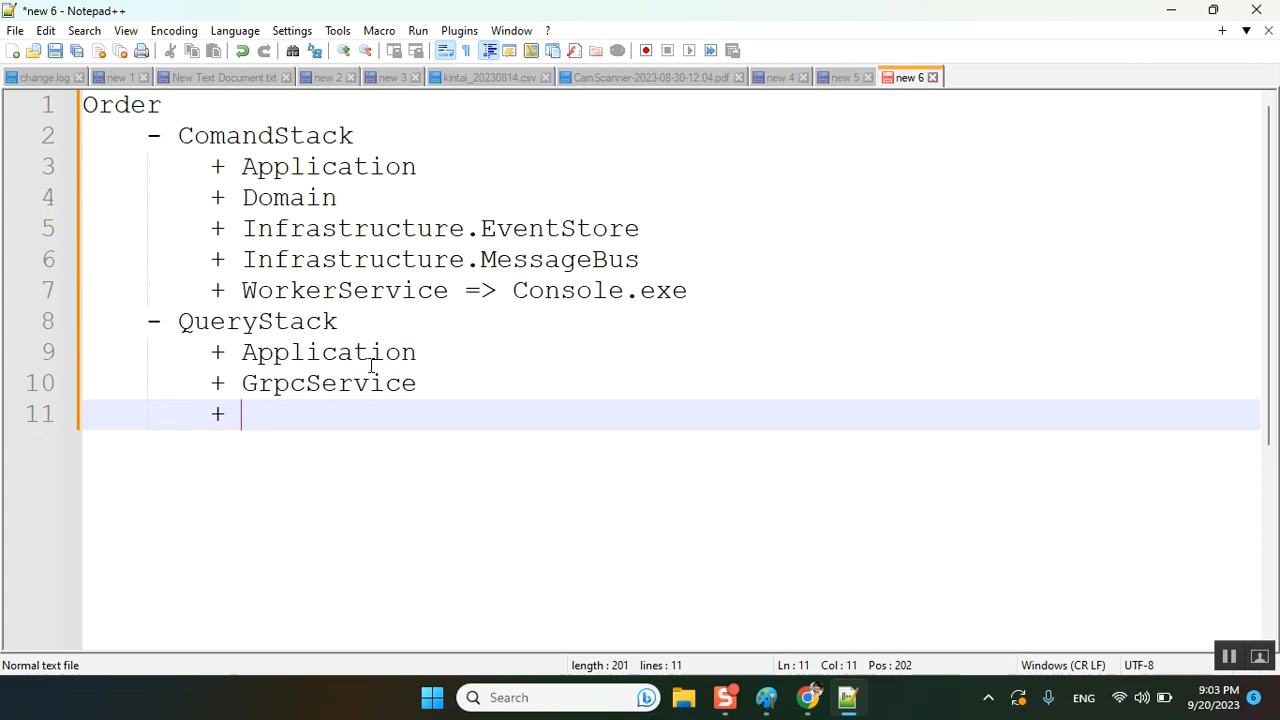 *new 6 - Notepad++
File Edit Search View Encoding Language Settings Tools Macro Run Plugins Window ?
change.log new 1 New Text Document.txt new 2 new 3 kintai_20230814.csv CamScanner-2023-08-30-12.04.pdf new 4 new 5 new 6
1 Order
2 - ComandStack
3 + Application
4 + Domain
5 + Infrastructure.EventStore
6 + Infrastructure.MessageBus
7 + WorkerService => Console.exe
8 - QueryStack
9 + Application
10 + GrpcService
11 +
Normal text file length : 201 lines : 11 Ln : 11 Col : 11 Pos : 202 Windows (CR LF) UTF-8
Search ENG 9:03 PM
9/20/2023 6